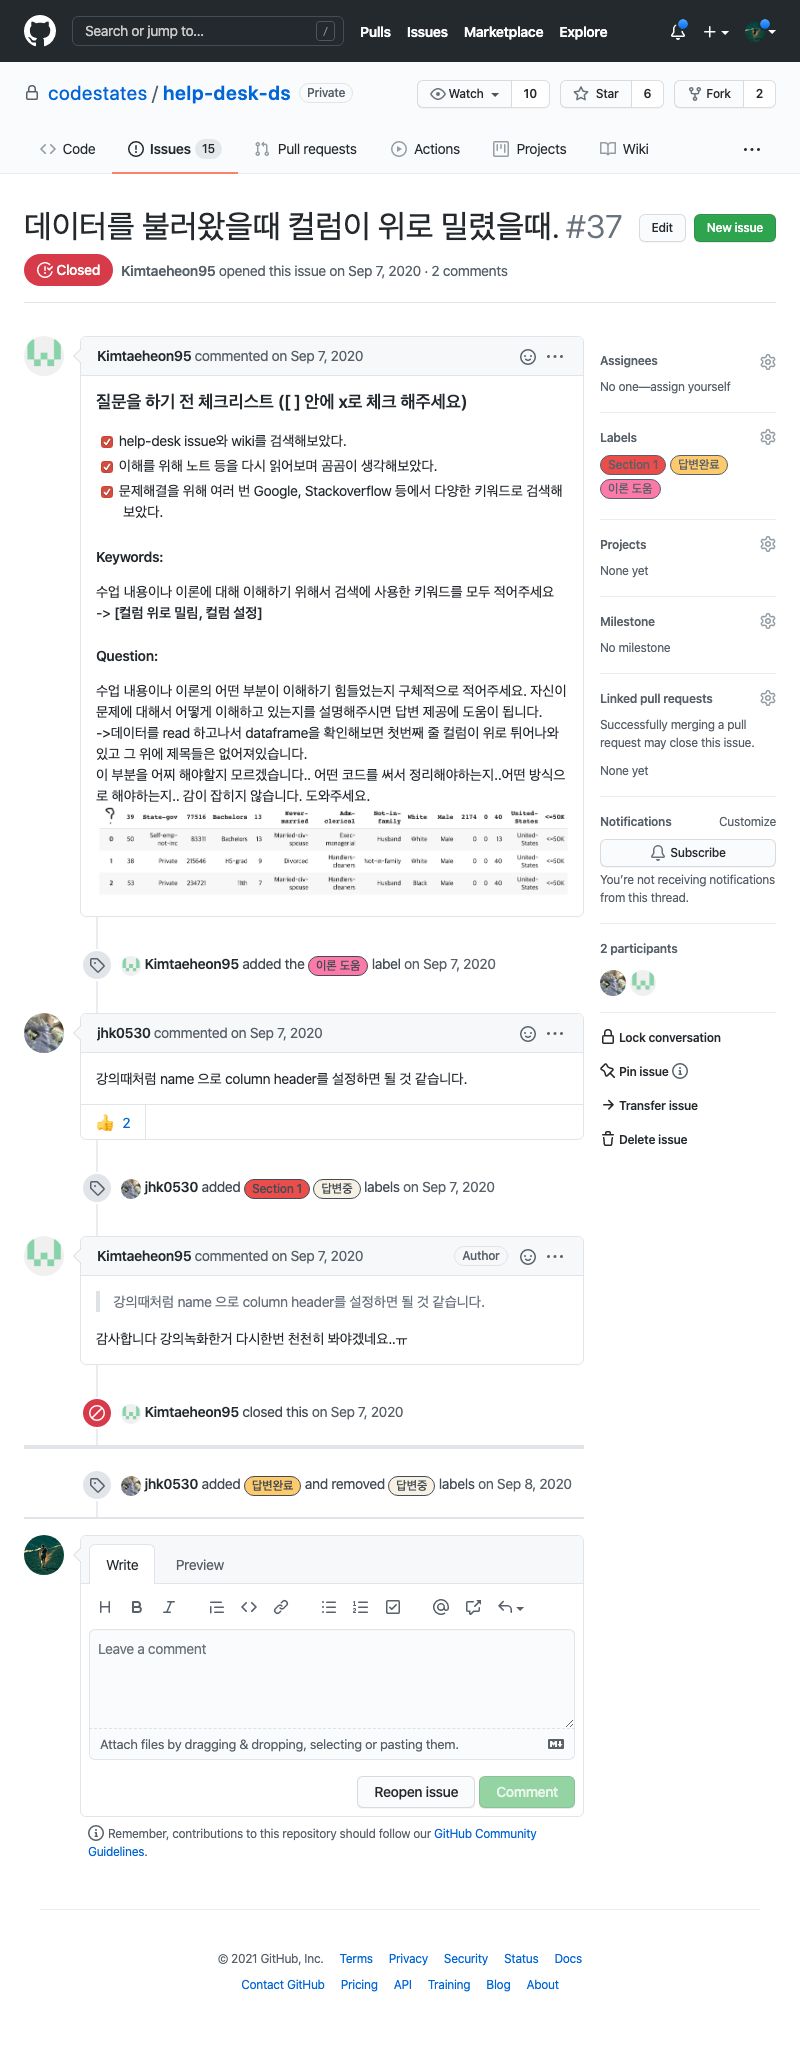 Search or jump to... /
Pulls Issues Marketplace Explore
codestates / help-desk-ds Private
Watch 10 Star 6 Fork 2
Code Issues 15 Pull requests Actions Projects Wiki ...
데이터를 불러왔을때 컬럼이 위로 밀렸을때. #37
Edit New issue
Closed Kimtaeheon95 opened this issue on Sep 7, 2020 · 2 comments
Kimtaeheon95 commented on Sep 7, 2020
질문을 하기 전 체크리스트 ([ ] 안에 x로 체크 해주세요)
help-desk issue와 wiki를 검색해보았다.
이해를 위해 노트 등을 다시 읽어보며 곰곰이 생각해보았다.
문제해결을 위해 여러 번 Google, Stackoverflow 등에서 다양한 키워드로 검색해
보았다.
Keywords:
수업 내용이나 이론에 대해 이해하기 위해서 검색에 사용한 키워드를 모두 적어주세요
-> [컬럼 위로 밀림, 컬럼 설정]
Question:
수업 내용이나 이론의 어떤 부분이 이해하기 힘들었는지 구체적으로 적어주세요. 자신이
문제에 대해서 어떻게 이해하고 있는지를 설명해주시면 답변 제공에 도움이 됩니다.
->데이터를 read 하고나서 dataframe을 확인해보면 첫번째 줄 컬럼이 위로 튀어나와
있고 그 위에 제목들은 없어져있습니다.
이 부분을 어찌 해야할지 모르겠습니다.. 어떤 코드를 써서 정리해야하는지..어떤 방식으
로 해야하는지.. 감이 잡히지 않습니다. 도와주세요.
? 39 State-gov 77516 Bachelors 13 Never-married Adm-clerical Not-in-family White Male 2174 0 40 United-States <=50K
0 50 Self-emp-not-inc 83311 Bachelors 13 Married-civ-spouse Exec-managerial Husband White Male 0 0 13 United-States <=50K
1 38 Private 215646 HS-grad 9 Divorced Handlers-cleaners Not-in-family White Male 0 0 40 United-States <=50K
2 53 Private 234721 11th 7 Married-civ-spouse Handlers-cleaners Husband Black Male 0 0 40 United-States <=50K
Kimtaeheon95 added the 이론 도움 label on Sep 7, 2020
jhk0530 commented on Sep 7, 2020
강의때처럼 name 으로 column header를 설정하면 될 것 같습니다.
👍 2
jhk0530 added Section 1 답변중 labels on Sep 7, 2020
Kimtaeheon95 commented on Sep 7, 2020 Author
강의때처럼 name 으로 column header를 설정하면 될 것 같습니다.
감사합니다 강의녹화한거 다시한번 천천히 봐야겠네요..ㅠ
Kimtaeheon95 closed this on Sep 7, 2020
jhk0530 added 답변완료 and removed 답변중 labels on Sep 8, 2020
Write Preview
H B I @
Leave a comment
Attach files by dragging & dropping, selecting or pasting them.
Reopen issue Comment
Remember, contributions to this repository should follow our GitHub Community
Guidelines.
Assignees
No one—assign yourself
Labels
Section 1 답변완료
이론 도움
Projects
None yet
Milestone
No milestone
Linked pull requests
Successfully merging a pull
request may close this issue.
None yet
Notifications Customize
Subscribe
You're not receiving notifications
from this thread.
2 participants
Lock conversation
Pin issue
Transfer issue
Delete issue
© 2021 GitHub, Inc. Terms Privacy Security Status Docs
Contact GitHub Pricing API Training Blog About